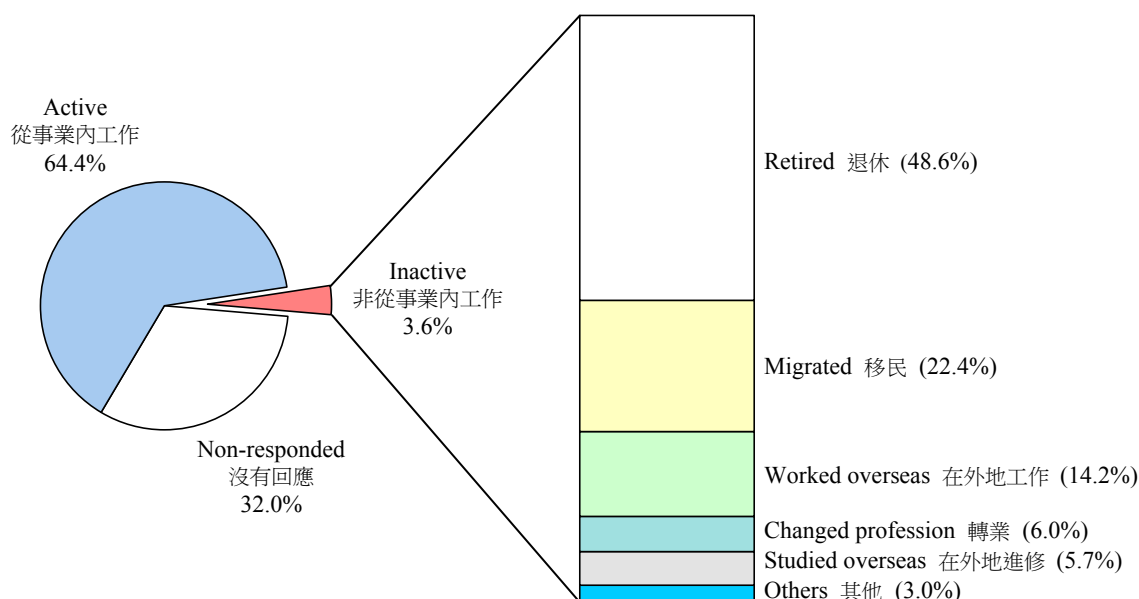 Active
從事業內工作
64.4%
Inactive
非從事業內工作
3.6%
Non-responded
沒有回應
32.0%
Retired 退休 (48.6%)
Migrated 移民 (22.4%)
Worked overseas 在外地工作 (14.2%)
Changed profession 轉業 (6.0%)
Studied overseas 在外地進修 (5.7%)
Others 其他 (3.0%)